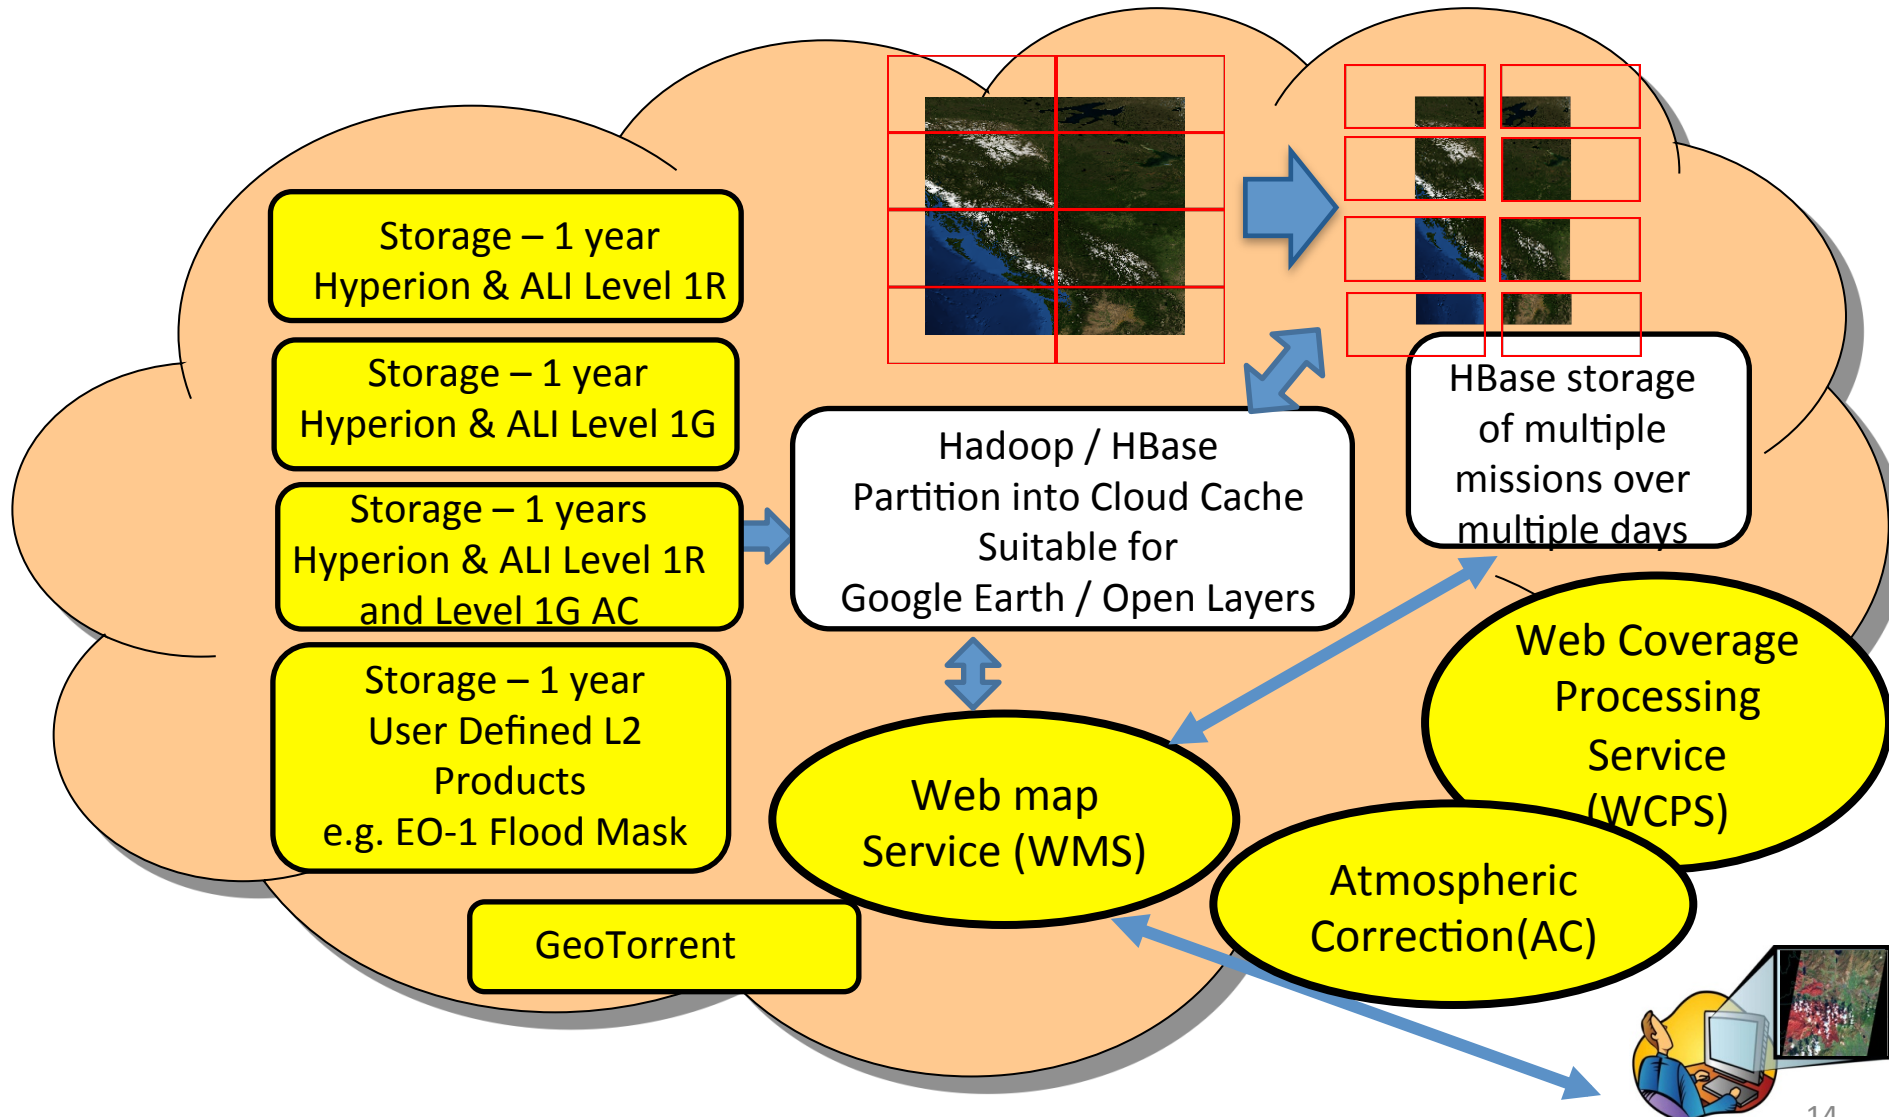 Storage – 1 year
Hyperion & ALI Level 1R
Storage – 1 year
Hyperion & ALI Level 1G
Storage – 1 years
Hyperion & ALI Level 1R
and Level 1G AC
Storage – 1 year
User Defined L2
Products
e.g. EO-1 Flood Mask
GeoTorrent
Hadoop / HBase
Partition into Cloud Cache
Suitable for
Google Earth / Open Layers
HBase storage
of multiple
missions over
multiple days
Web map
Service (WMS)
Web Coverage
Processing
Service
(WCPS)
Atmospheric
Correction(AC)
14